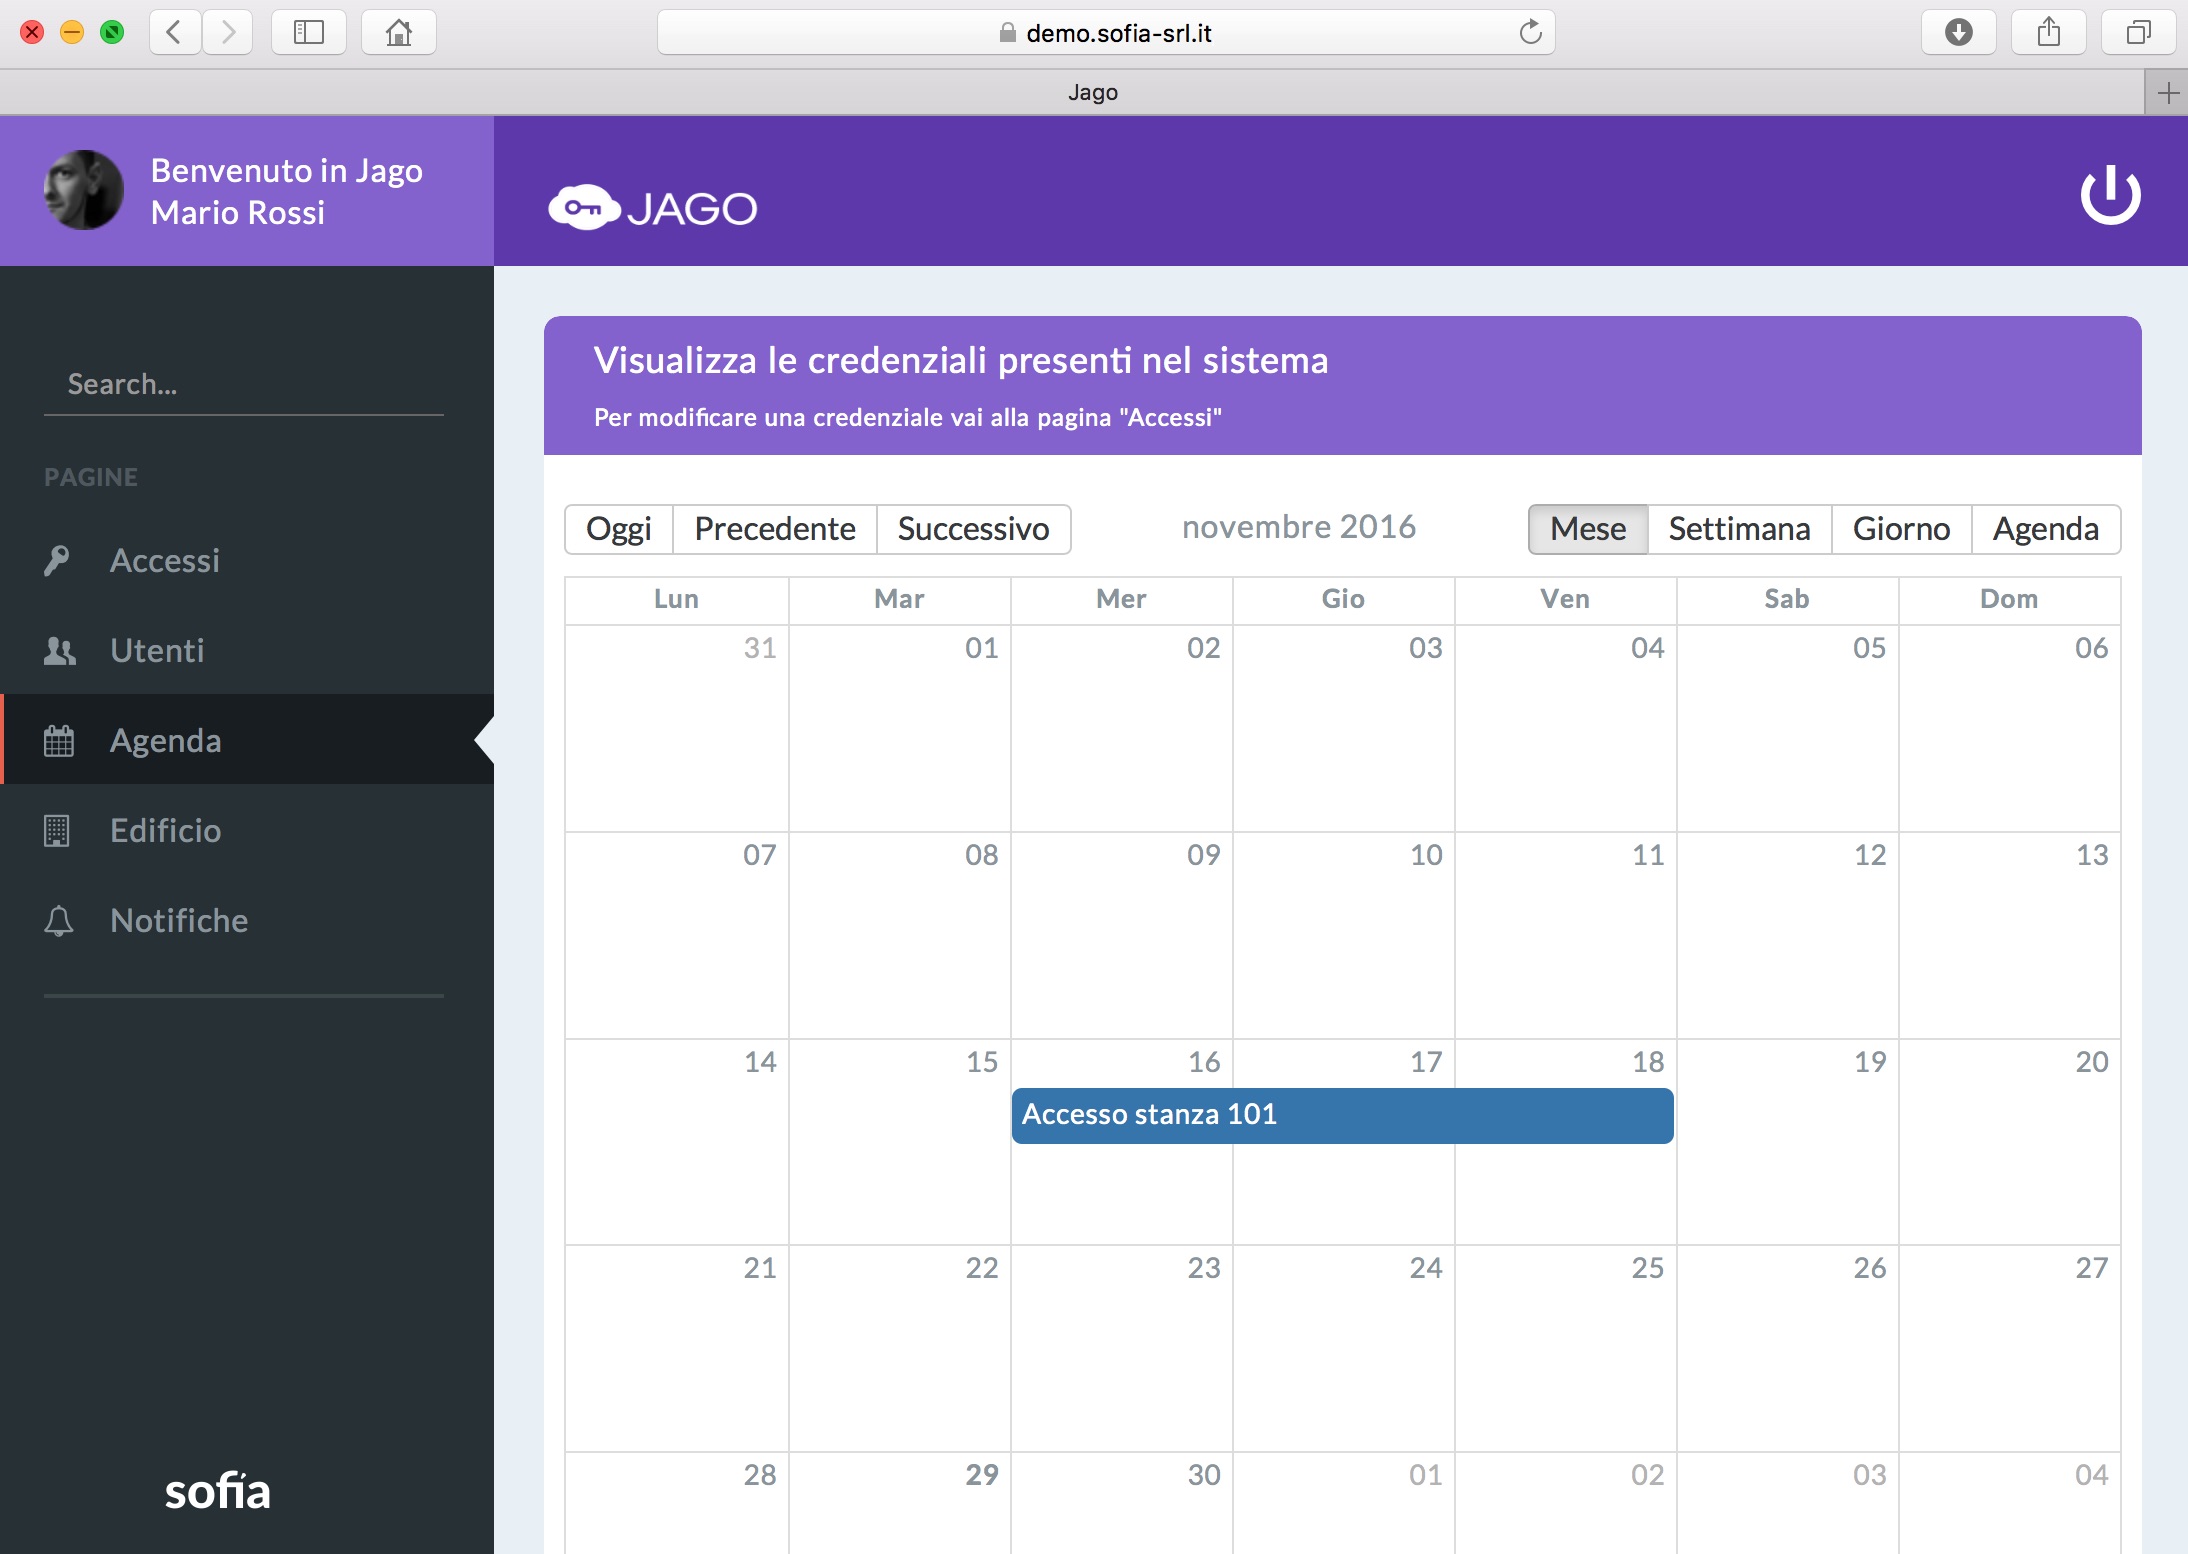 demo.sofia-srl.it
Jago
Benvenuto in Jago
Mario Rossi
JAGO
Search...
PAGINE
Accessi
Utenti
Agenda
Edificio
Notifiche
sofía
Visualizza le credenziali presenti nel sistema
Per modificare una credenziale vai alla pagina "Accessi"
Oggi Precedente Successivo novembre 2016 Mese Settimana Giorno Agenda
Lun Mar Mer Gio Ven Sab Dom
31 01 02 03 04 05 06
07 08 09 10 11 12 13
14 15 16 17 18 19 20
Accesso stanza 101
21 22 23 24 25 26 27
28 29 30 01 02 03 04